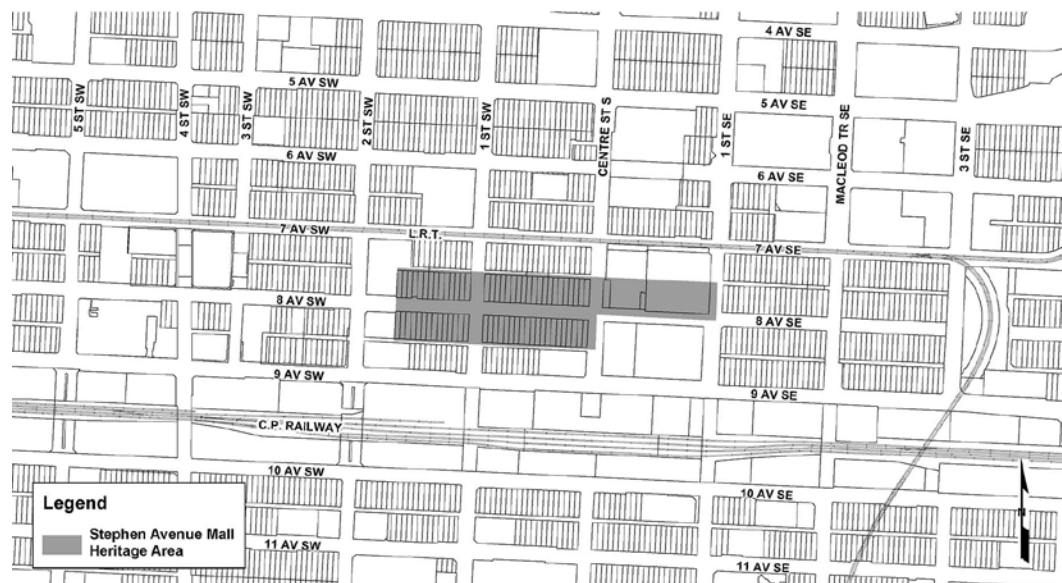 4 AV SE
5 AV SW
5 AV SE
5 ST SW
4 ST SW
3 ST SW
2 ST SW
1 ST SW
CENTRE ST S
1 ST SE
MACLEOD TR SE
3 ST SE
6 AV SW
6 AV SE
7 AV SW
L.R.T.
7 AV SE
8 AV SW
8 AV SE
9 AV SW
9 AV SE
C.P. RAILWAY
10 AV SW
10 AV SE
11 AV SW
11 AV SE
Legend
Stephen Avenue Mall
Heritage Area